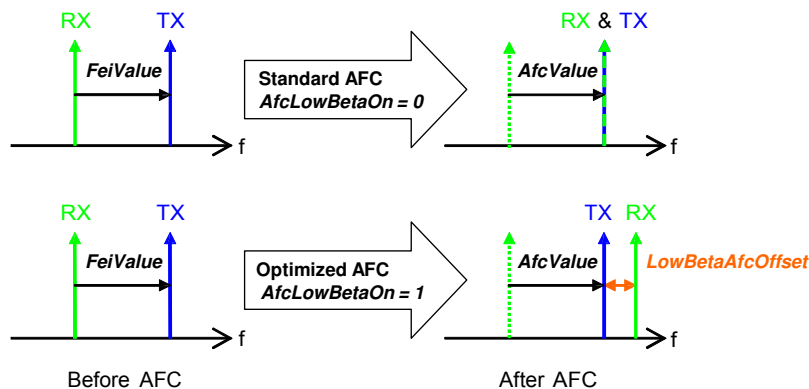 RX TX
FeiValue
f
Standard AFC
AfcLowBetaOn = 0
RX & TX
AfcValue
f
RX TX
FeiValue
f
Optimized AFC
AfcLowBetaOn = 1
TX RX
AfcValue
LowBetaAfcOffset
f
Before AFC
After AFC